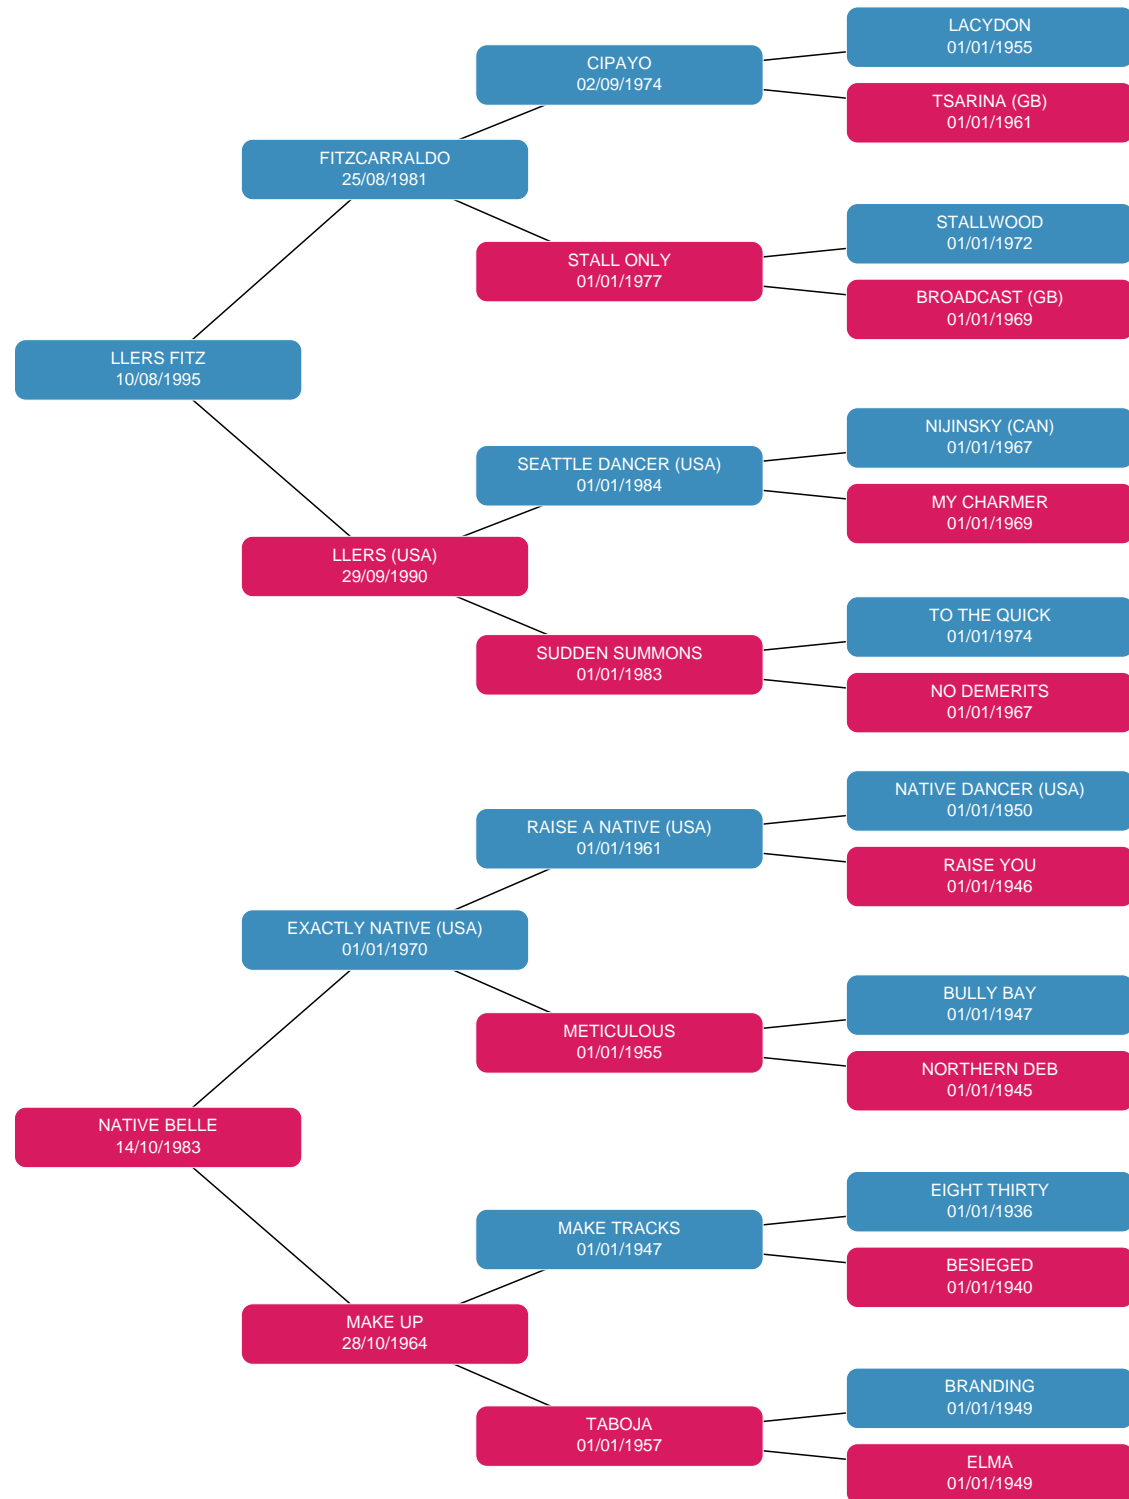 LACYDON
01/01/1955
CIPAYO
02/09/1974
TSARINA (GB)
01/01/1961
FITZCARRALDO
25/08/1981
STALLWOOD
01/01/1972
STALL ONLY
01/01/1977
BROADCAST (GB)
01/01/1969
LLERS FITZ
10/08/1995
NIJINSKY (CAN)
01/01/1967
SEATTLE DANCER (USA)
01/01/1984
MY CHARMER
01/01/1969
LLERS (USA)
29/09/1990
TO THE QUICK
01/01/1974
SUDDEN SUMMONS
01/01/1983
NO DEMERITS
01/01/1967
NATIVE DANCER (USA)
01/01/1950
RAISE A NATIVE (USA)
01/01/1961
RAISE YOU
01/01/1946
EXACTLY NATIVE (USA)
01/01/1970
BULLY BAY
01/01/1947
METICULOUS
01/01/1955
NORTHERN DEB
01/01/1945
NATIVE BELLE
14/10/1983
EIGHT THIRTY
01/01/1936
MAKE TRACKS
01/01/1947
BESIEGED
01/01/1940
MAKE UP
28/10/1964
BRANDING
01/01/1949
TABOJA
01/01/1957
ELMA
01/01/1949